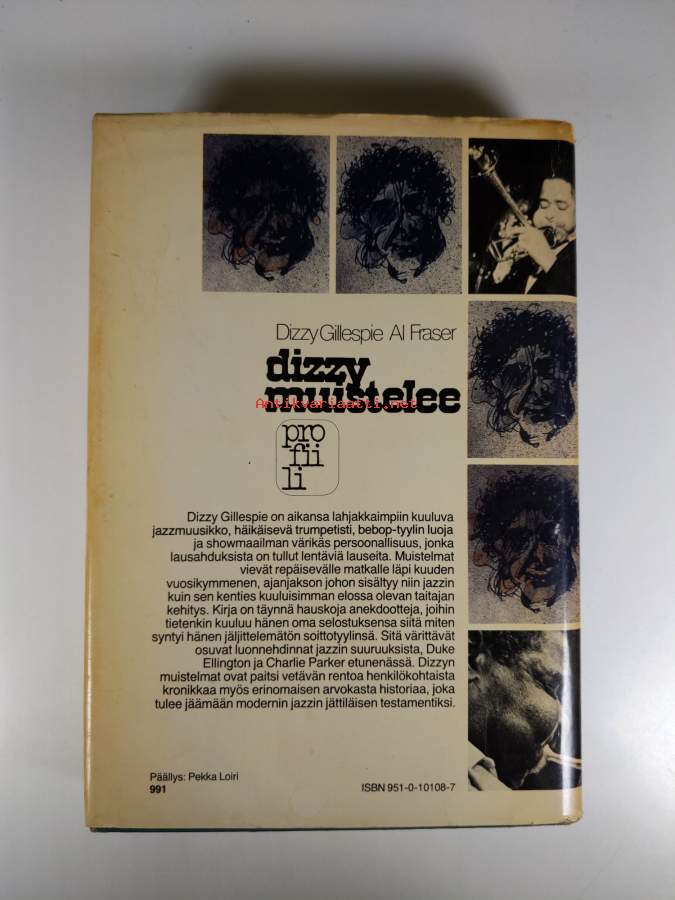 Dizzy Gillespie Al Fraser
dizzy
muistelee
Antikvariaatti.net
pro
fii
li
Dizzy Gillespie on aikansa lahjakkaimpiin kuuluva
jazzmuusikko, häikäisevä trumpetisti, bebop-tyylin luoja
ja showmaailman värikäs persoonallisuus, jonka
lausahduksista on tullut lentäviä lauseita. Muistelmat
vievät repäisevälle matkalle läpi kuuden
vuosikymmenen, ajanjakson johon sisältyy niin jazzin
kuin sen kenties kuuluisimman elossa olevan taitajan
kehitys. Kirja on täynnä hauskoja anekdootteja, joihin
tietenkin kuuluu hänen oma selostuksensa siitä miten
syntyi hänen jäljittelemätön soittotyylinsä. Sitä värittävät
osuvat luonnehdinnat jazzin suuruuksista, Duke
Ellington ja Charlie Parker etunenässä. Dizzyn
muistelmat ovat paitsi vetävän rentoa henkilökohtaista
kronikkaa myös erinomaisen arvokasta historiaa, joka
tulee jäämään modernin jazzin jättiläisen testamentiksi.
Päällys: Pekka Loiri
991
ISBN 951-0-10108-7